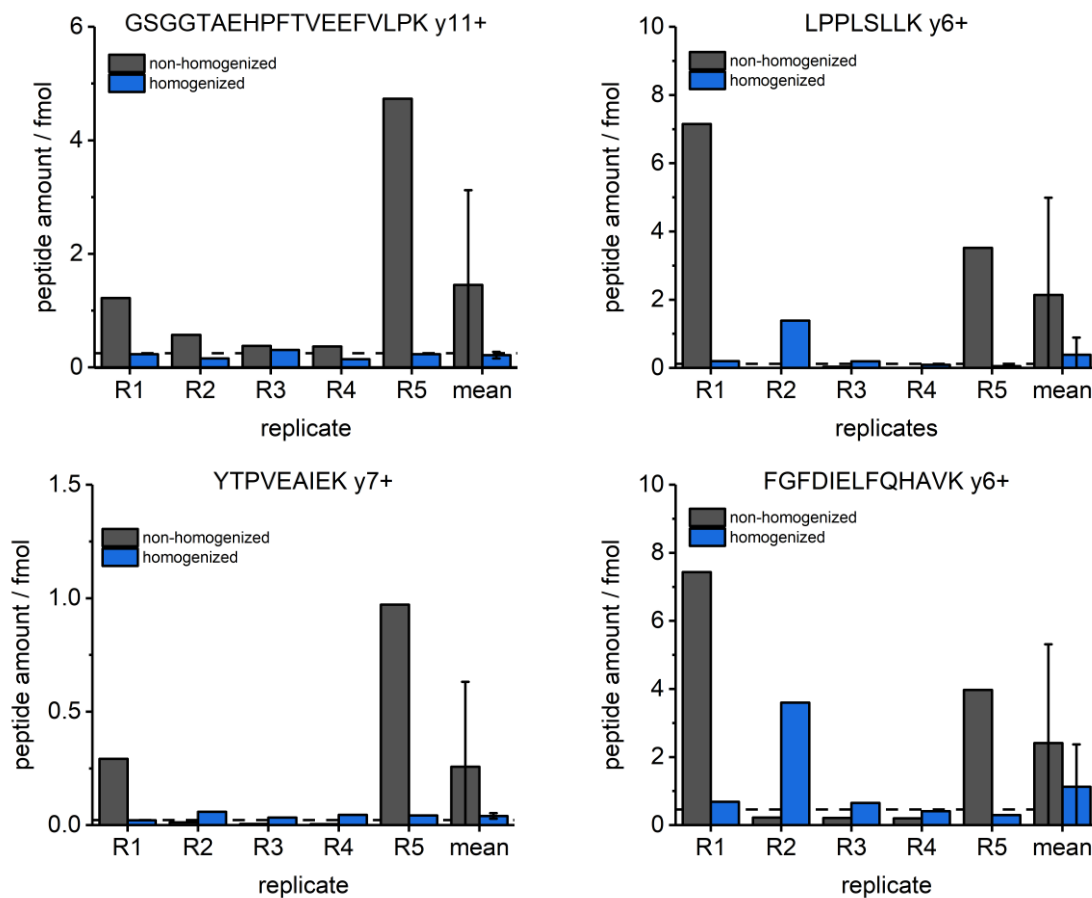 GSGGTAEHPFTVEEFVLPK y11+
6
4
2
0
peptide amount / fmol
non-homogenized
homogenized
R1 R2 R3 R4 R5 mean
replicate
LPPLSLLK y6+
10
8
6
4
2
0
peptide amount / fmol
non-homogenized
homogenized
R1 R2 R3 R4 R5 mean
replicates
YTPVEAIEK y7+
1.5
1.0
0.5
0.0
peptide amount / fmol
non-homogenized
homogenized
R1 R2 R3 R4 R5 mean
replicate
FGFDIELFQHAVK y6+
10
8
6
4
2
0
peptide amount / fmol
non-homogenized
homogenized
R1 R2 R3 R4 R5 mean
replicate